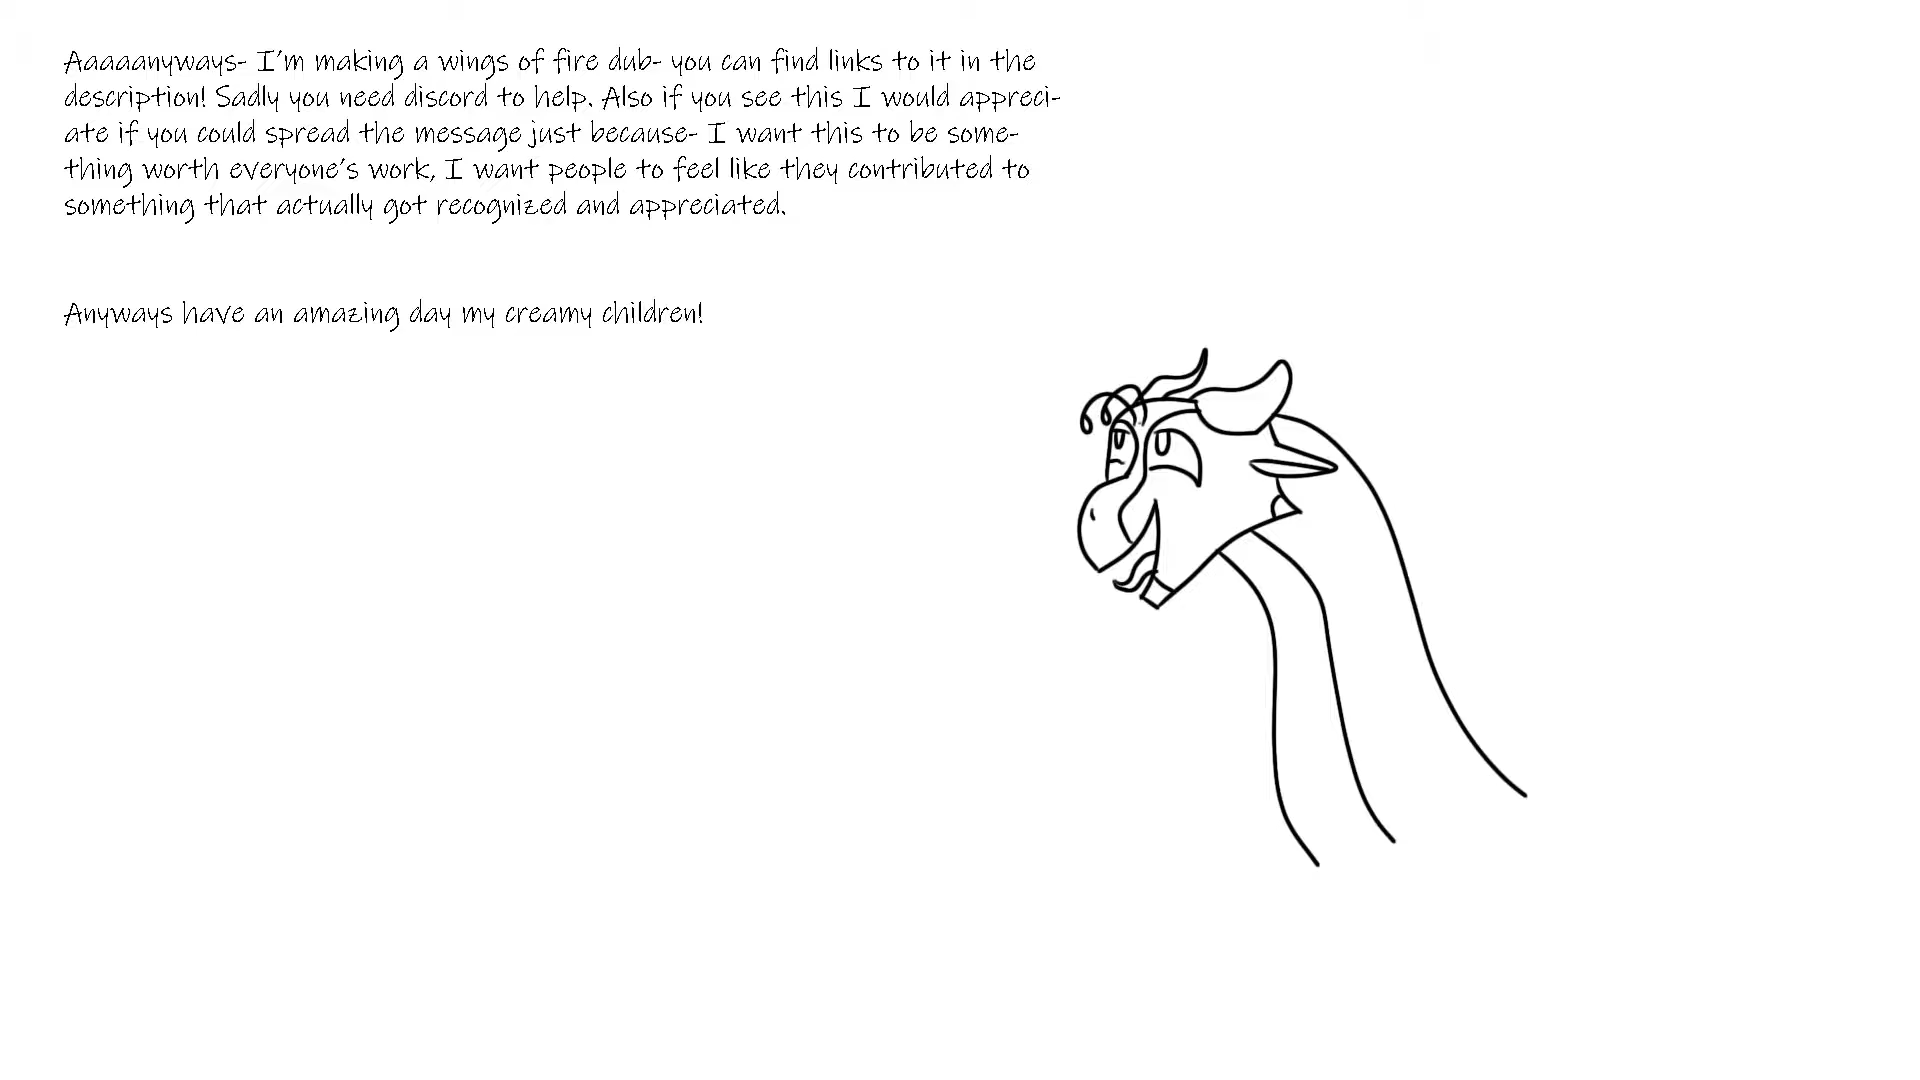 Aaaaanyways- I'm making a wings of fire dub- you can find links to it in the
description! Sadly you need discord to help. Also if you see this I would appreci-
ate if you could spread the message just because- I want this to be some-
thing worth everyone's work, I want people to feel like they contributed to
something that actually got recognized and appreciated.
Anyways have an amazing day my creamy children!